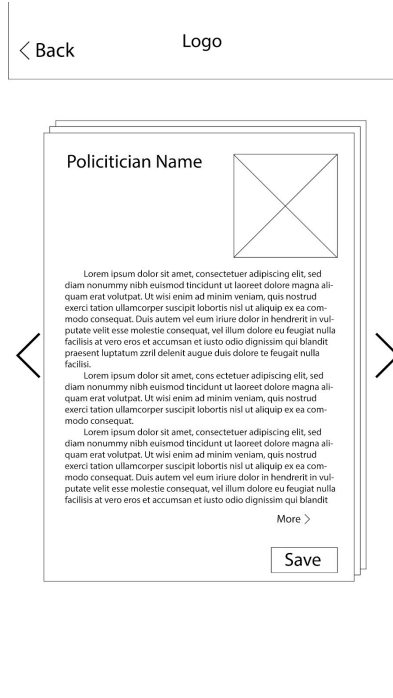 Back
Logo
Policitician Name
Lorem ipsum dolor sit amet, consectetuer adipiscing elit, sed
diam nonummy nibh euismod tincidunt ut laoreet dolore magna ali-
quam erat volutpat. Ut wisi enim ad minim veniam, quis nostrud
exerci tation ullamcorper suscipit lobortis nisl ut aliquip ex ea com-
modo consequat. Duis autem vel eum iriure dolor in hendrerit in vul-
putate velit esse molestie consequat, vel illum dolore eu feugiat nulla
facilisis at vero eros et accumsan et iusto odio dignissim qui blandit
praesent luptatum zzril delenit augue duis dolore te feugait nulla
facilisi.
Lorem ipsum dolor sit amet, cons ectetuer adipiscing elit, sed
diam nonummy nibh euismod tincidunt ut laoreet dolore magna ali-
quam erat volutpat. Ut wisi enim ad minim veniam, quis nostrud
exerci tation ullamcorper suscipit lobortis nisl ut aliquip ex ea com-
modo consequat.
Lorem ipsum dolor sit amet, consectetuer adipiscing elit, sed
diam nonummy nibh euismod tincidunt ut laoreet dolore magna ali-
quam erat volutpat. Ut wisi enim ad minim veniam, quis nostrud
exerci tation ullamcorper suscipit lobortis nisl ut aliquip ex ea com-
modo consequat. Duis autem vel eum iriure dolor in hendrerit in vul-
putate velit esse molestie consequat, vel illum dolore eu feugiat nulla
facilisis at vero eros et accumsan et iusto odio dignissim qui blandit
More
Save